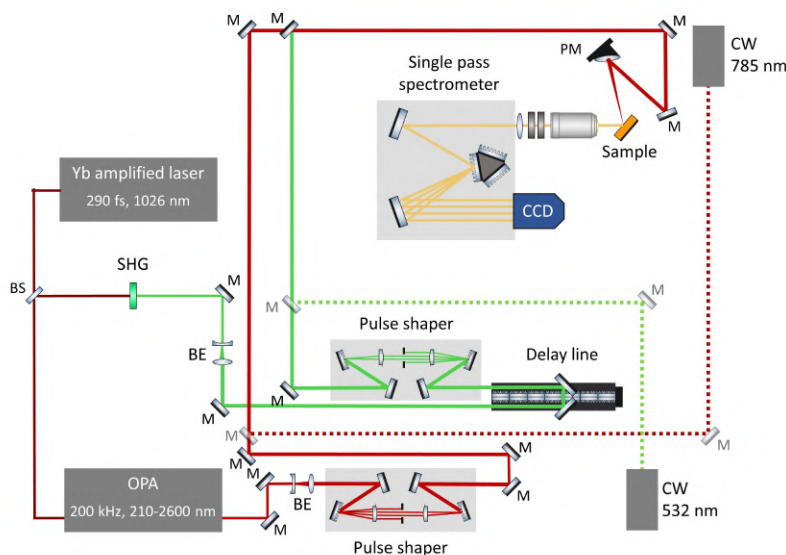 M
M
M
CW
785 nm
PM
Single pass
spectrometer
M
Sample
CCD
Yb amplified laser
290 fs, 1026 nm
SHG
M
BS
M
M
BE
Pulse shaper
Delay line
M
M
M
M
M
M
M
OPA
200 kHz, 210-2600 nm
M
BE
M
CW
532 nm
Pulse shaper